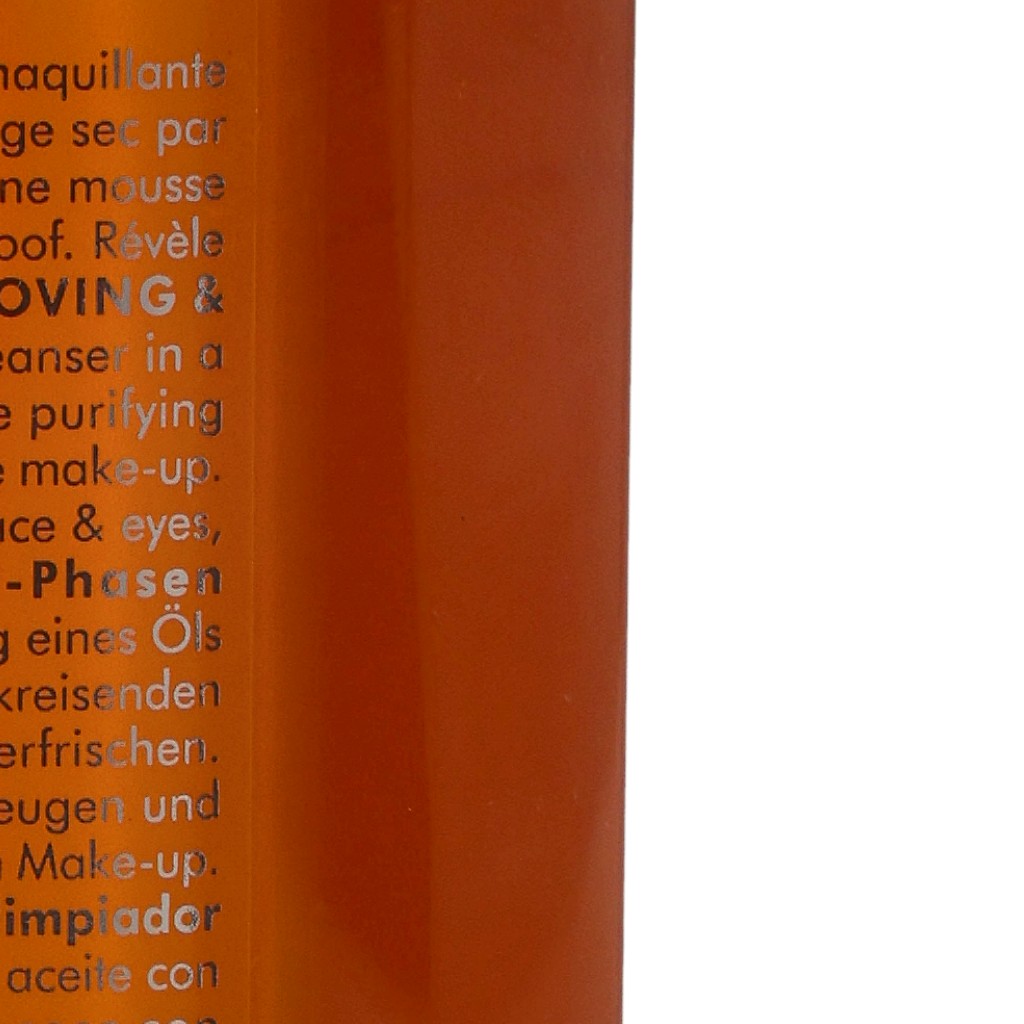 maquillante
ge sec par
ne mousse
oof. Révèle
OVING &
eanser in a
e purifying
e make-up.
ace & eyes,
-Phasen
g eines Öls
kreisenden
erfrischen.
eugen und
Make-up.
impiador
aceite con